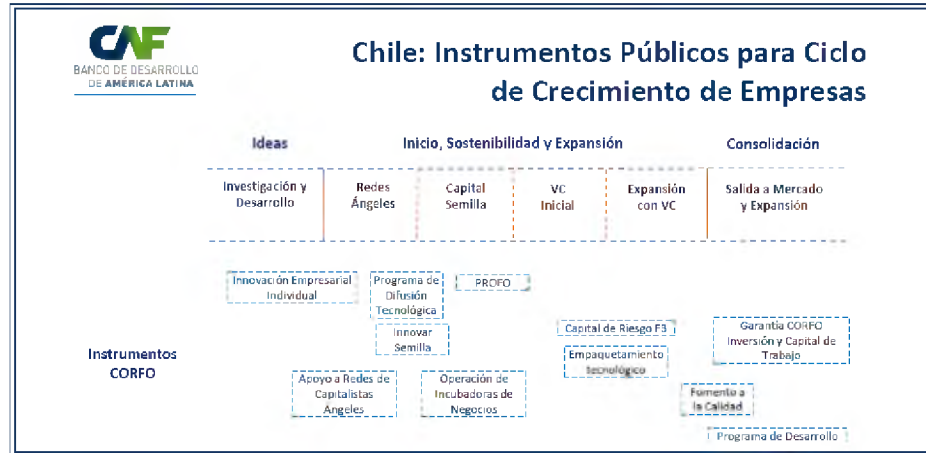 CAF
BANCO DE DESARROLLO
DE AMÉRICA LATINA
Chile: Instrumentos Públicos para Ciclo
de Crecimiento de Empresas
Ideas
Inicio, Sostenibilidad y Expansión
Consolidación
Investigación y
Desarrollo
Redes
Ángeles
Capital
Semilla
VC
Inicial
Expansión
con VC
Salida a Mercado
y Expansión
Instrumentos
CORFO
Innovación Empresarial
Individual
Programa de
Difusión
Tecnológica
PROFO
Innovar
Semilla
Capital de Riesgo F3
Garantía CORFO
Inversión y Capital de
Trabajo
Empaquetamiento
tecnológico
Apoyo a Redes de
Capitalistas
Ángeles
Operación de
Incubadoras de
Negocios
Fomento a
la Calidad
Programa de Desarrollo